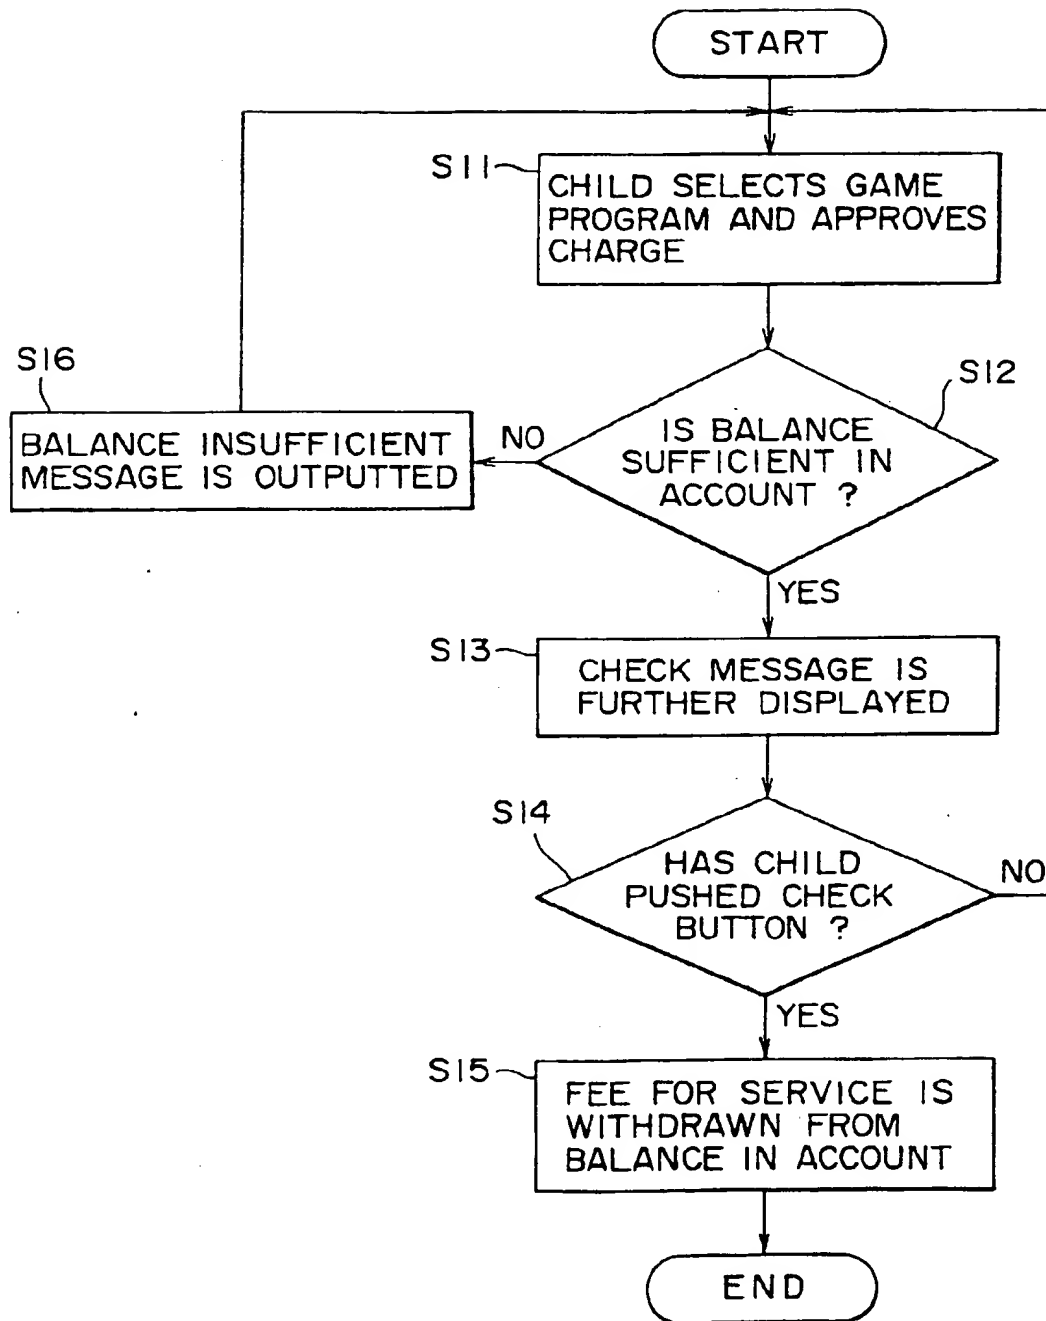 START
S11
CHILD SELECTS GAME
PROGRAM AND APPROVES
CHARGE
S16
BALANCE INSUFFICIENT
MESSAGE IS OUTPUTTED
NO
S12
IS BALANCE
SUFFICIENT IN
ACCOUNT ?
YES
S13
CHECK MESSAGE IS
FURTHER DISPLAYED
S14
HAS CHILD
PUSHED CHECK
BUTTON ?
NO
YES
S15
FEE FOR SERVICE IS
WITHDRAWN FROM
BALANCE IN ACCOUNT
END